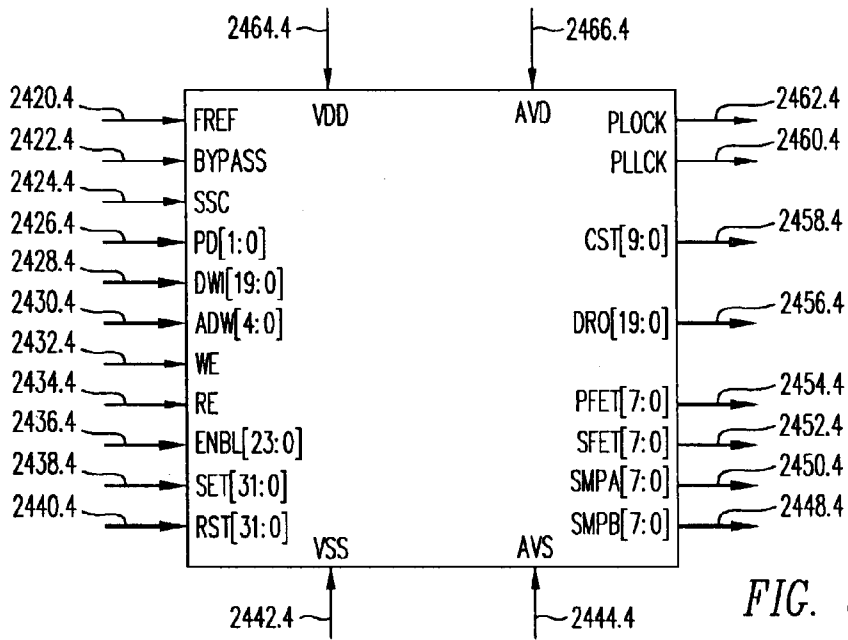 2464.4 2466.4
2420.4 FREF VDD AVD PLOCK 2462.4
2422.4 BYPASS PLLCK 2460.4
2424.4 SSC
2426.4 PD[1:0] CST[9:0] 2458.4
2428.4 DWI[19:0]
2430.4 ADW[4:0] DRO[19:0] 2456.4
2432.4 WE
2434.4 RE PFET[7:0] 2454.4
2436.4 ENBL[23:0] SFET[7:0] 2452.4
2438.4 SET[31:0] SMPA[7:0] 2450.4
2440.4 RST[31:0] SMPB[7:0] 2448.4
VSS AVS
2442.4 2444.4
FIG.